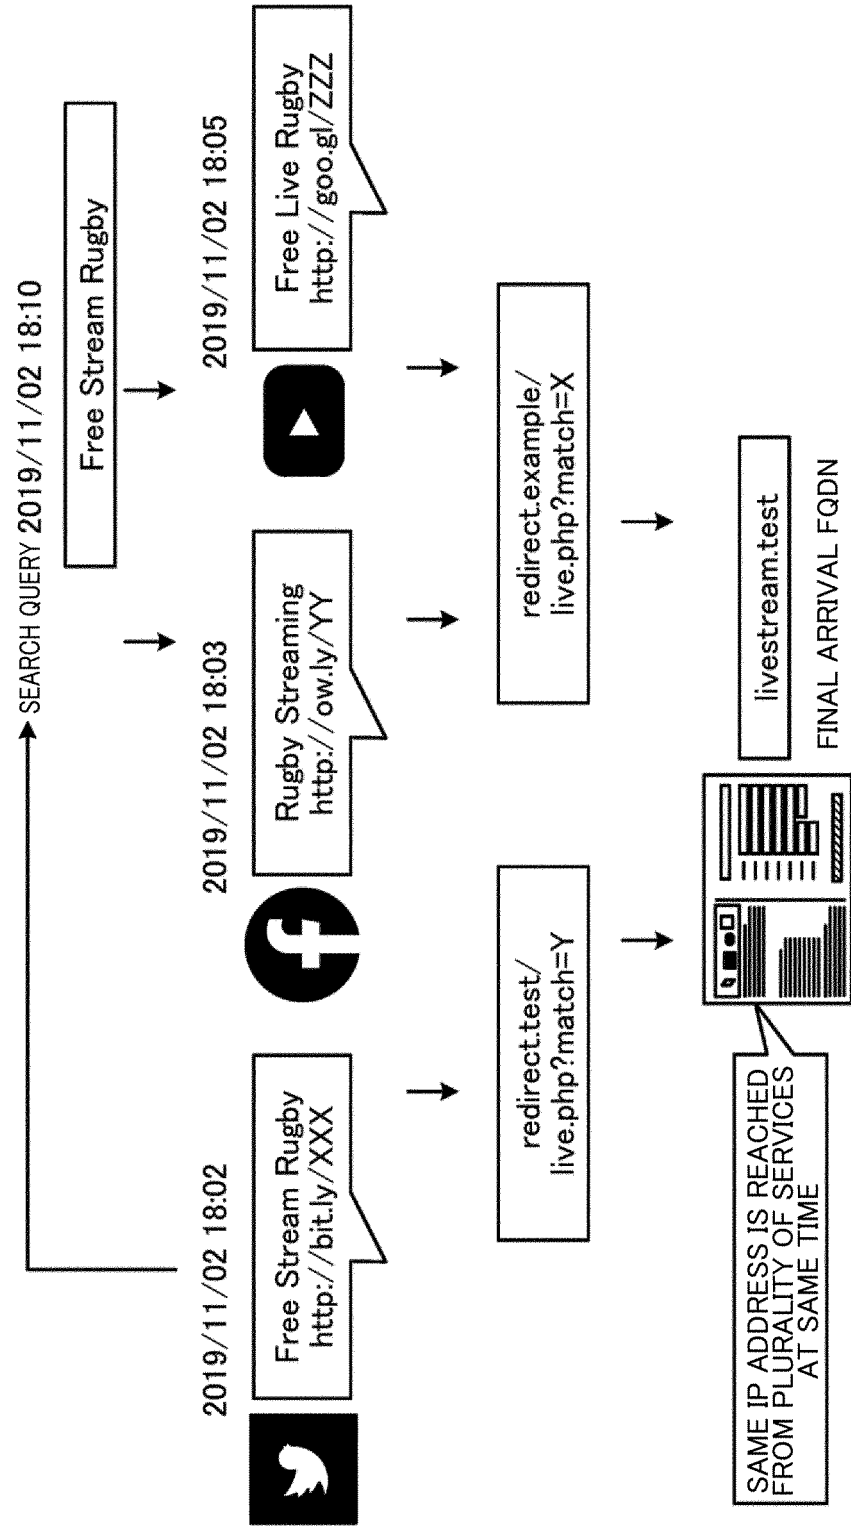 SEARCH QUERY 2019/11/02 18:10
Free Stream Rugby
2019/11/02 18:02
Free Stream Rugby
http://bit.ly/XXX
2019/11/02 18:03
Rugby Streaming
http://ow.ly/YY
2019/11/02 18:05
Free Live Rugby
http://goo.gl/ZZZ
redirect.test/
live.php?match=Y
redirect.example/
live.php?match=X
SAME IP ADDRESS IS REACHED
FROM PLURALITY OF SERVICES
AT SAME TIME
livestream.test
FINAL ARRIVAL FQDN